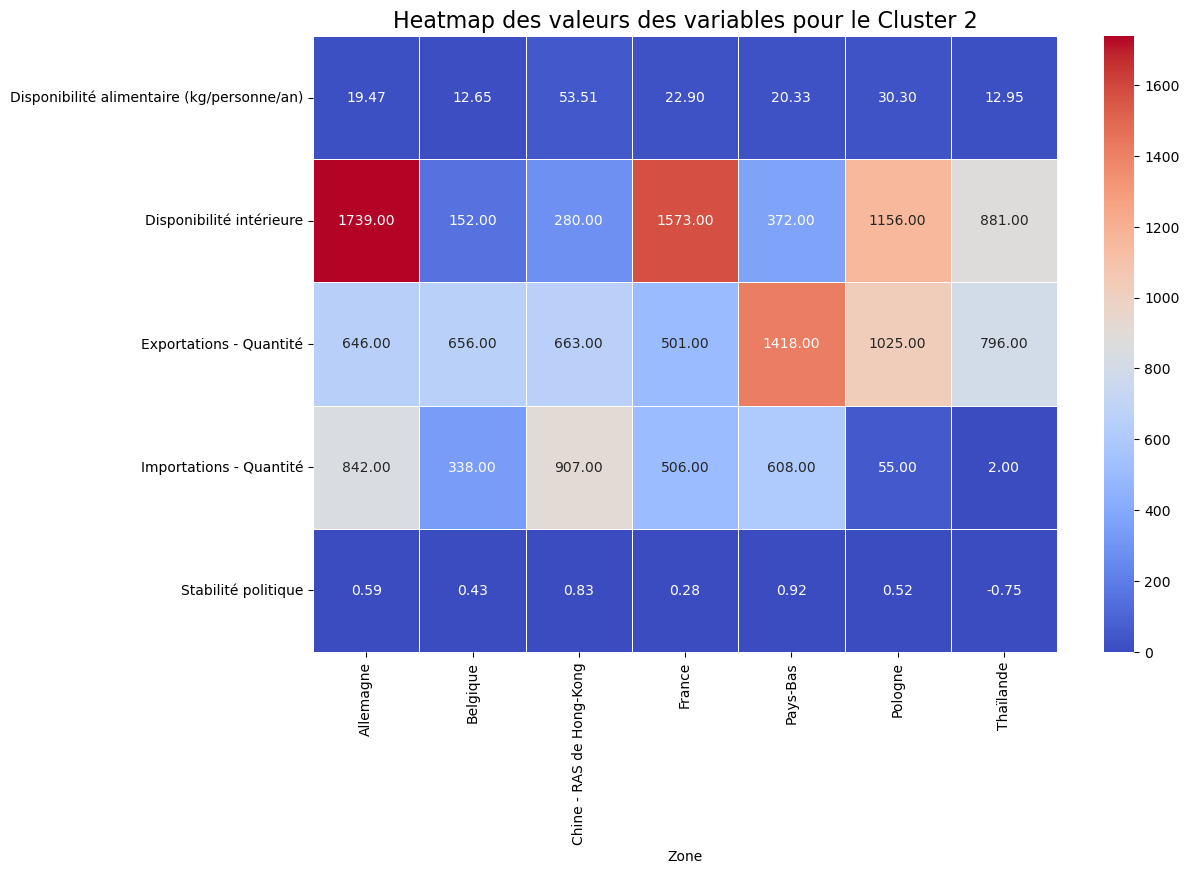 Heatmap des valeurs des variables pour le Cluster 2
Disponibilité alimentaire (kg/personne/an)
19.47 12.65 53.51 22.90 20.33 30.30 12.95
Disponibilité intérieure
1739.00 152.00 280.00 1573.00 372.00 1156.00 881.00
Exportations - Quantité
646.00 656.00 663.00 501.00 1418.00 1025.00 796.00
Importations - Quantité
842.00 338.00 907.00 506.00 608.00 55.00 2.00
Stabilité politique
0.59 0.43 0.83 0.28 0.92 0.52 -0.75
Allemagne
Belgique
Chine - RAS de Hong-Kong
France
Pays-Bas
Pologne
Thaïlande
Zone
1600
1400
1200
1000
800
600
400
200
0